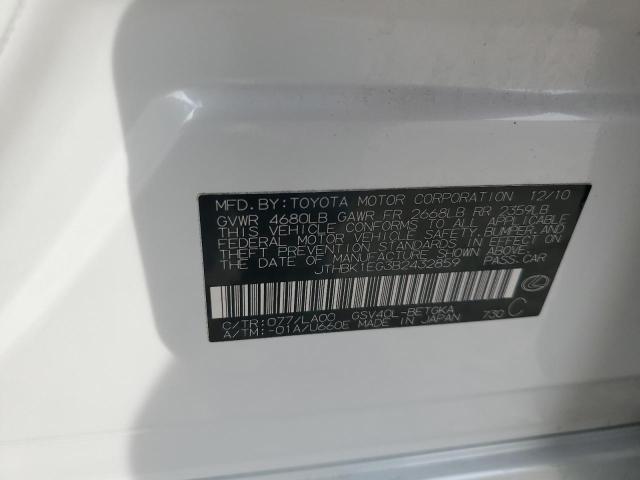 MFD. BY: TOYOTA MOTOR CORPORATION 12/10
GVWR 4680LB GAWR FR 2668LB RR 2359LB
THIS VEHICLE CONFORMS TO ALL APPLICABLE
FEDERAL MOTOR VEHICLE SAFETY, BUMPER, AND
THEFT PREVENTION STANDARDS IN EFFECT ON
THE DATE OF MANUFACTURE SHOWN ABOVE.
JTHBK1EG3B2432859 PASS. CAR
C/TR: 077/LA00 GSV40L-BETGKA
A/TM: -01A/U660E MADE IN JAPAN 730 C